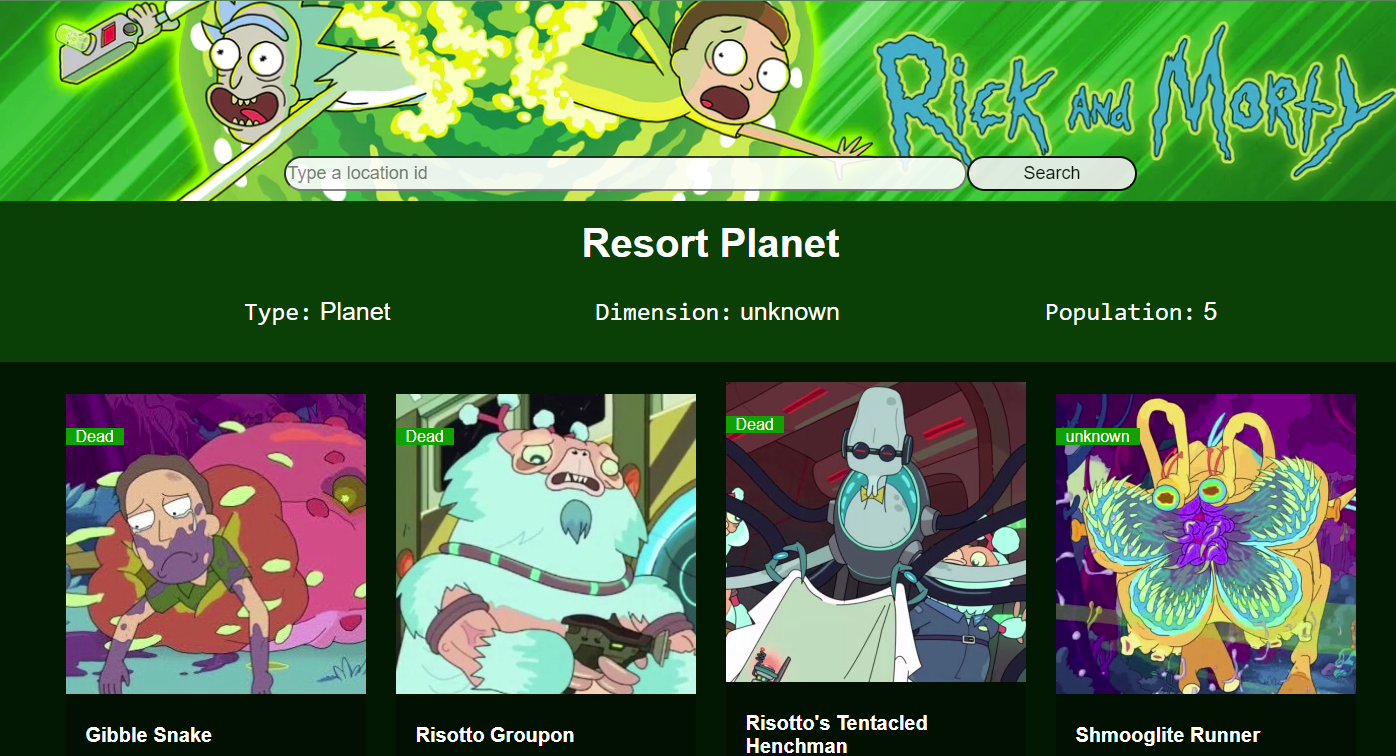 Rick and Morty
Type a location id
Search
Resort Planet
Type: Planet
Dimension: unknown
Population: 5
Dead
Dead
Dead
unknown
Gibble Snake
Risotto Groupon
Risotto's Tentacled
Henchman
Shmooglite Runner